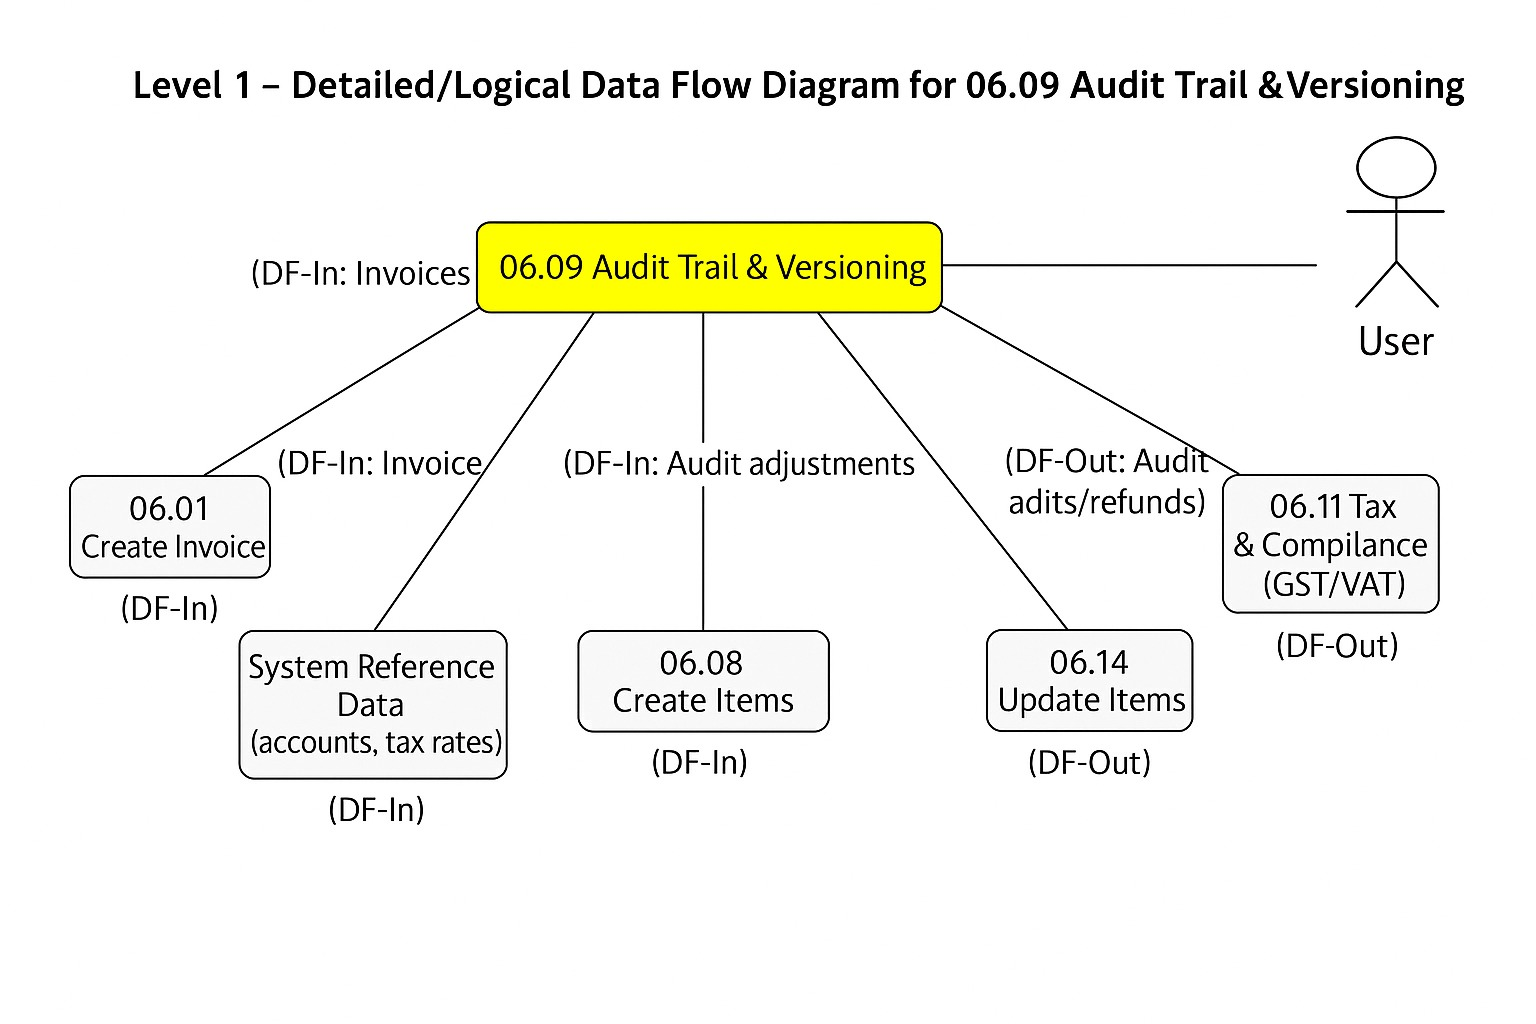 Level 1 – Detailed/Logical Data Flow Diagram for 06.09 Audit Trail & Versioning
(DF-In: Invoices
06.09 Audit Trail & Versioning
User
(DF-In: Invoice
(DF-In: Audit adjustments
(DF-Out: Audit
adits/refunds)
06.01
Create Invoice
(DF-In)
System Reference
Data
(accounts, tax rates)
(DF-In)
06.08
Create Items
(DF-In)
06.14
Update Items
(DF-Out)
06.11 Tax
& Compilance
(GST/VAT)
(DF-Out)